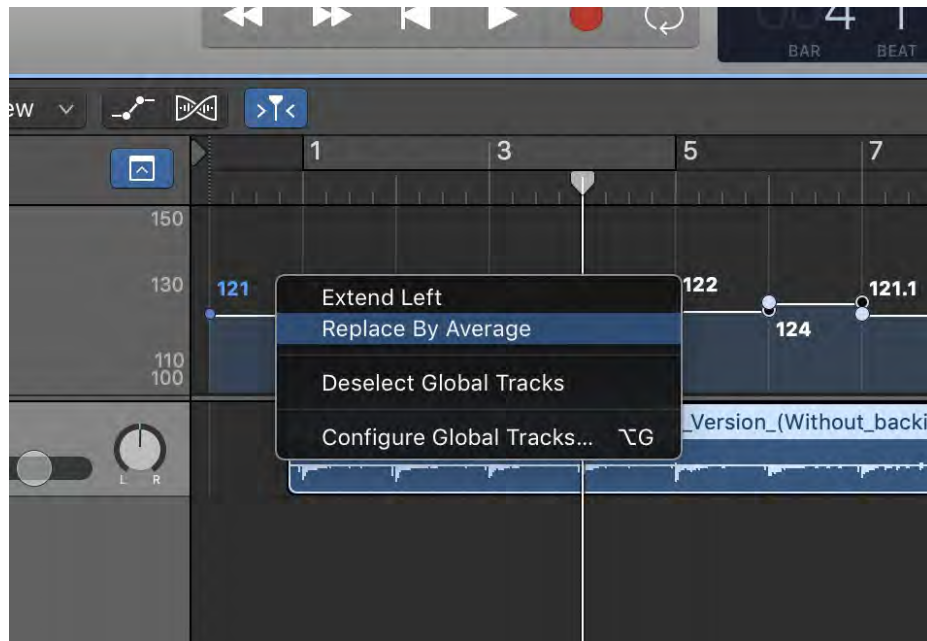 4 1
BAR BEAT
ew
1 3 5 7
150
130
110
100
121
122
124
121.1
Extend Left
Replace By Average
Deselect Global Tracks
Configure Global Tracks... ⌥G
_Version_(Without_backi
L R